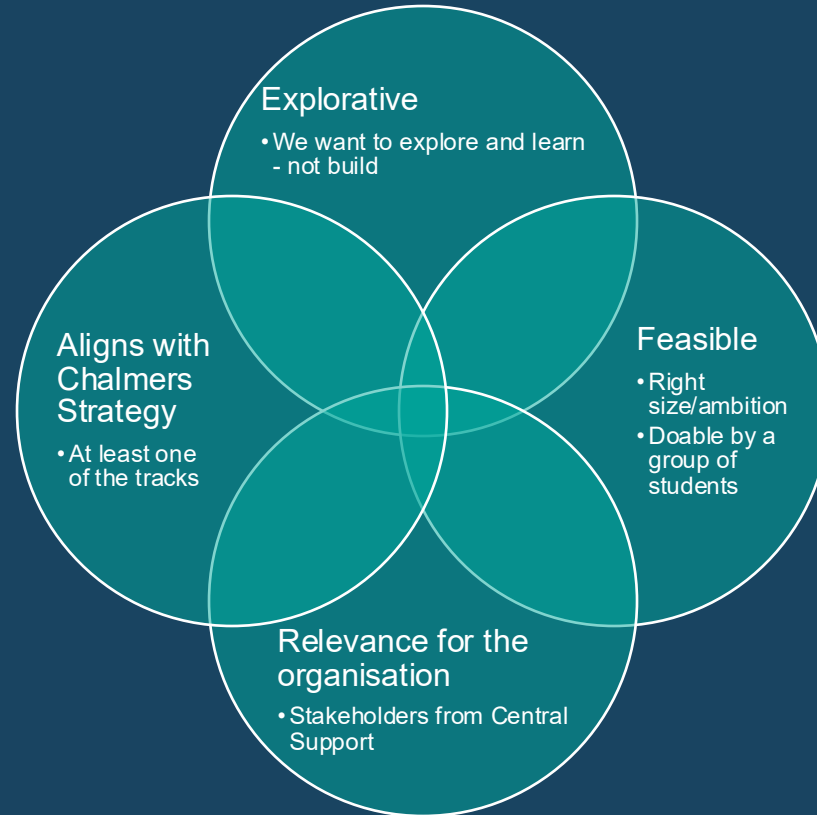 Explorative
• We want to explore and learn
- not build
Aligns with
Chalmers
Strategy
• At least one
of the tracks
Feasible
• Right
size/ambition
• Doable by a
group of
students
Relevance for the
organisation
• Stakeholders from Central
Support